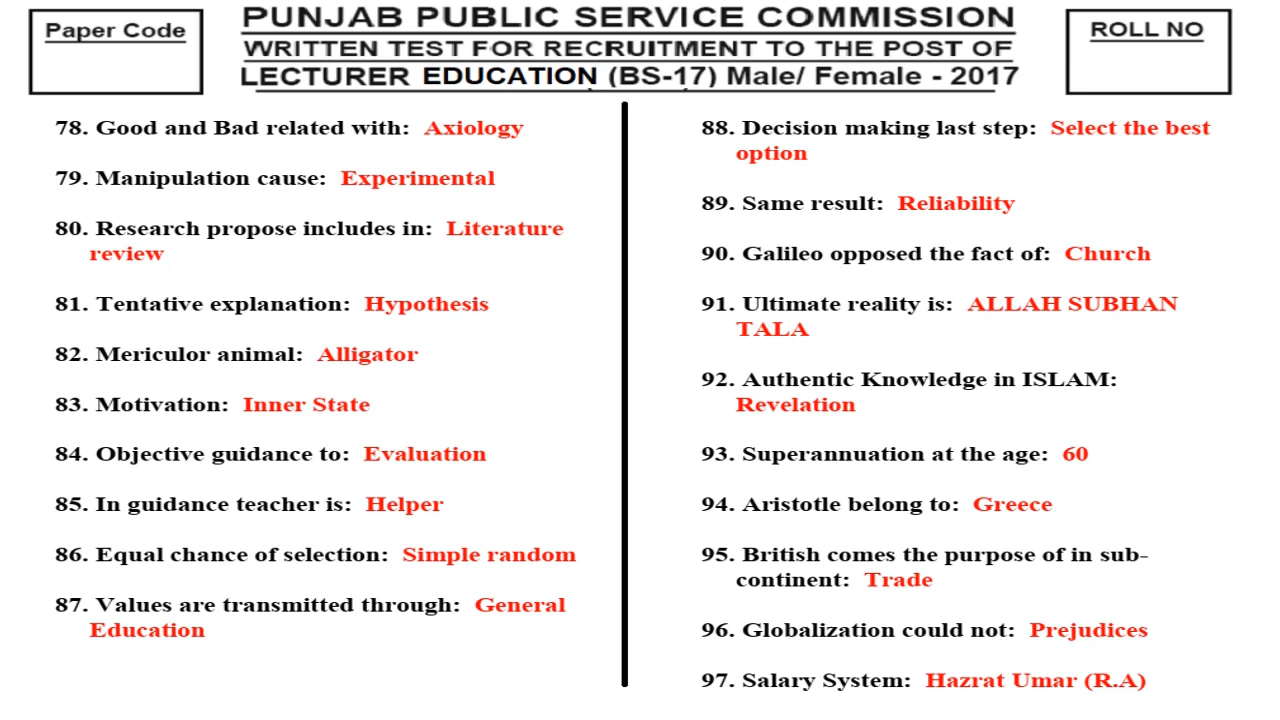 Paper Code
PUNJAB PUBLIC SERVICE COMMISSION
WRITTEN TEST FOR RECRUITMENT TO THE POST OF
LECTURER EDUCATION (BS-17) Male/ Female - 2017
ROLL NO
78. Good and Bad related with: Axiology
79. Manipulation cause: Experimental
80. Research propose includes in: Literature
review
81. Tentative explanation: Hypothesis
82. Mericulor animal: Alligator
83. Motivation: Inner State
84. Objective guidance to: Evaluation
85. In guidance teacher is: Helper
86. Equal chance of selection: Simple random
87. Values are transmitted through: General
Education
88. Decision making last step: Select the best
option
89. Same result: Reliability
90. Galileo opposed the fact of: Church
91. Ultimate reality is: ALLAH SUBHAN
TALA
92. Authentic Knowledge in ISLAM:
Revelation
93. Superannuation at the age: 60
94. Aristotle belong to: Greece
95. British comes the purpose of in sub-
continent: Trade
96. Globalization could not: Prejudices
97. Salary System: Hazrat Umar (R.A)